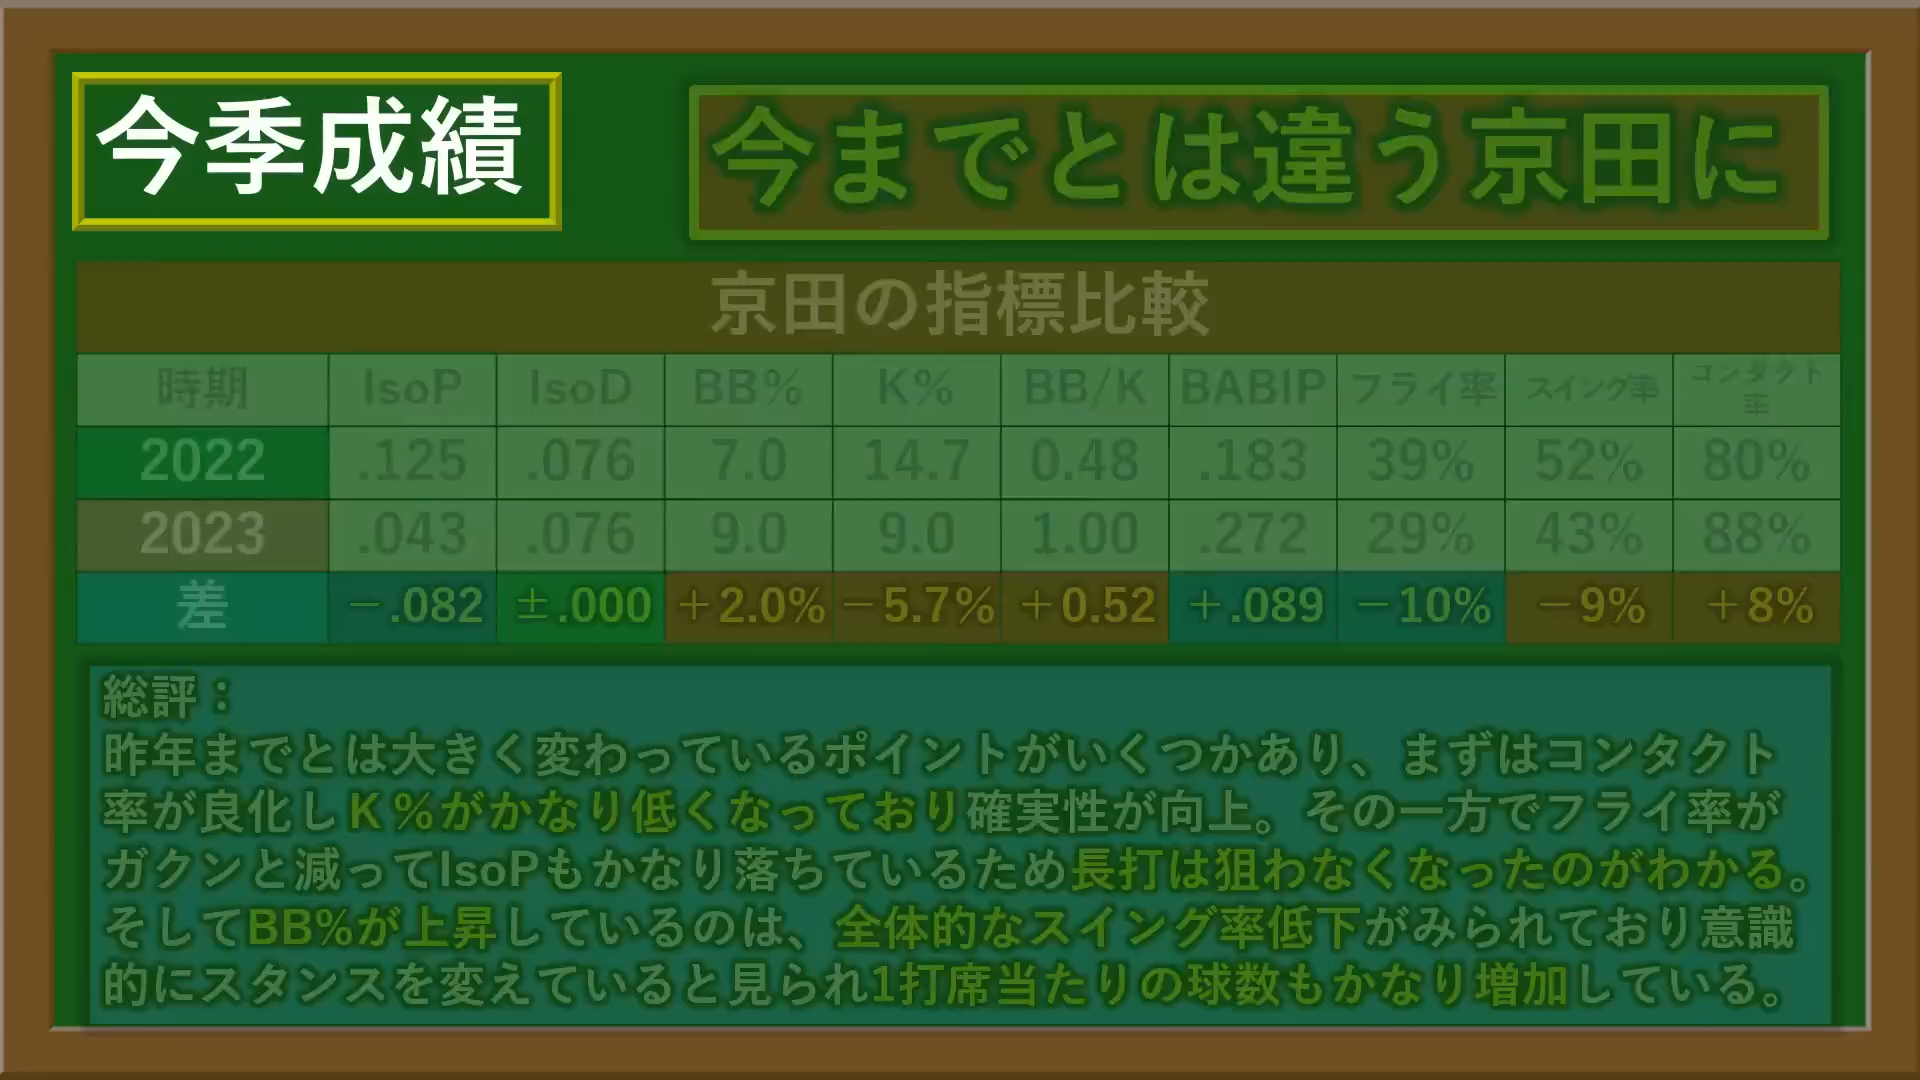 今季成績
今までとは違う京田に
京田の指標比較
時期 IsoP IsoD BB% K% BB/K BABIP フライ率 スイング率 コンタクト率
2022 .125 .076 7.0 14.7 0.48 .183 39% 52% 80%
2023 .043 .076 9.0 9.0 1.00 .272 29% 43% 88%
差 －.082 ±.000 ＋2.0% －5.7% ＋0.52 ＋.089 －10% －9% ＋8%
総評：
昨年までとは大きく変わっているポイントがいくつかあり、まずはコンタクト
率が良化しK％がかなり低くなっており確実性が向上。その一方でフライ率が
ガクンと減ってIsoPもかなり落ちているため長打は狙わなくなったのがわかる。
そしてBB%が上昇しているのは、全体的なスイング率低下がみられており意識
的にスタンスを変えていると見られ1打席当たりの球数もかなり増加している。